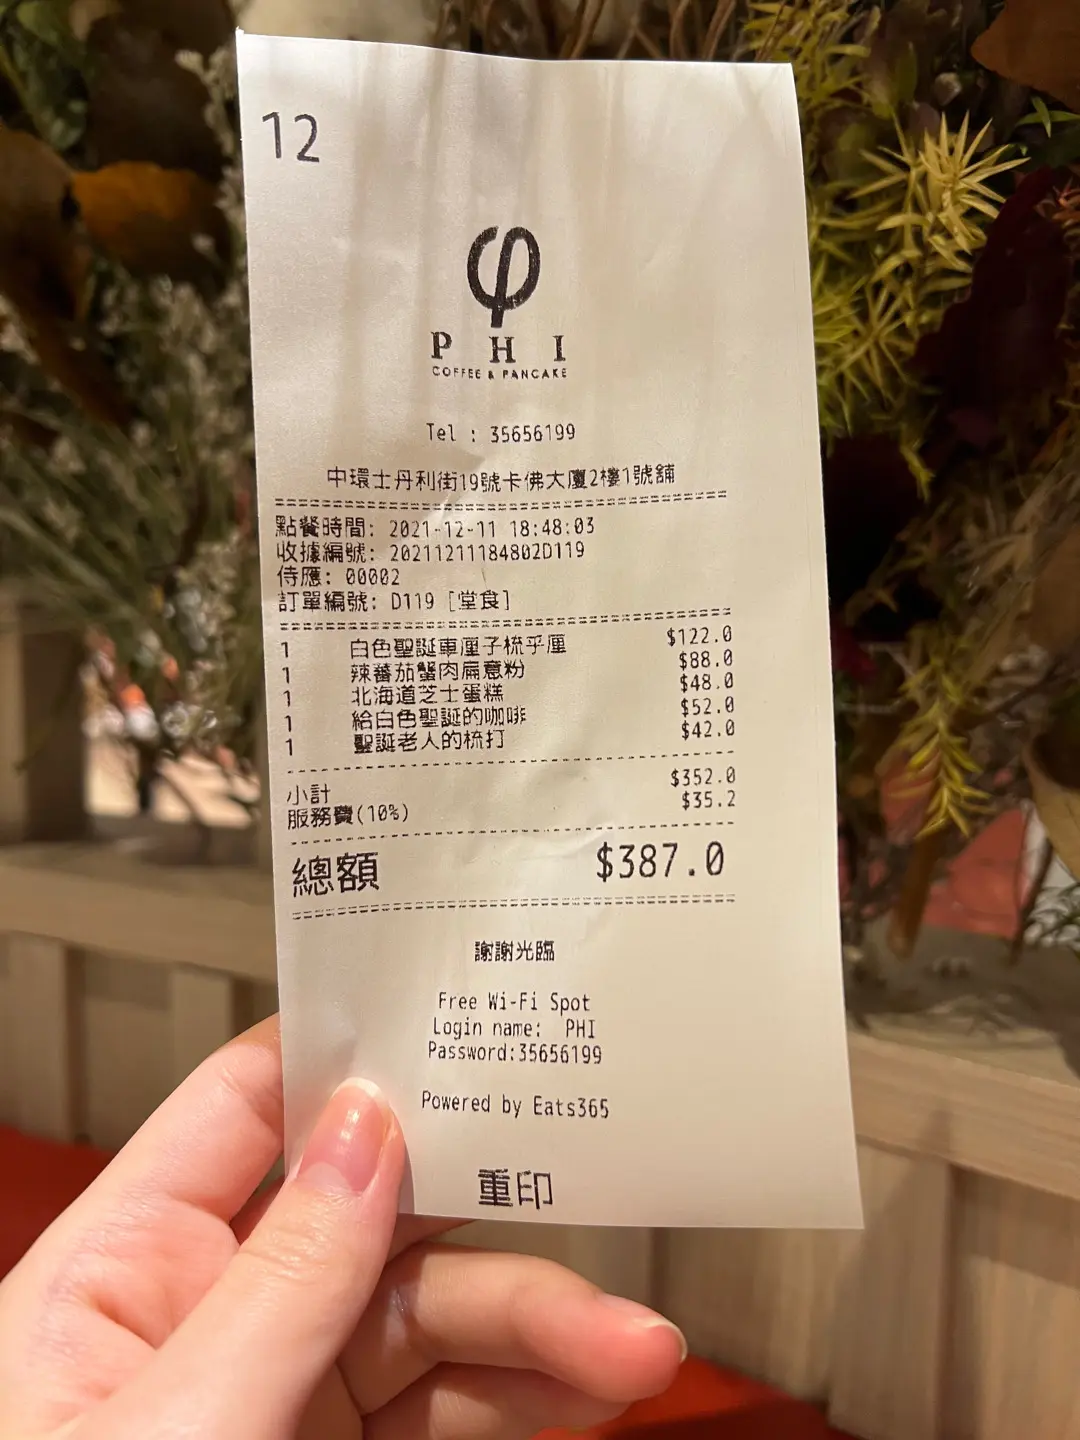 12
φ
PHI
COFFEE & PANCAKE
Tel : 35656199
中環士丹利街19號卡佛大廈2樓1號舖
點餐時間: 2021-12-11 18:48:03
收據編號: 20211211184802D119
侍應: 00002
訂單編號: D119 [堂食]
1 白色聖誕車厘子梳乎厘 $122.0
1 辣蕃茄蟹肉扁意粉 $88.0
1 北海道芝士蛋糕 $48.0
1 給白色聖誕的咖啡 $52.0
1 聖誕老人的梳打 $42.0
小計 $352.0
服務費(10%) $35.2
總額 $387.0
謝謝光臨
Free Wi-Fi Spot
Login name: PHI
Password:35656199
Powered by Eats365
重印